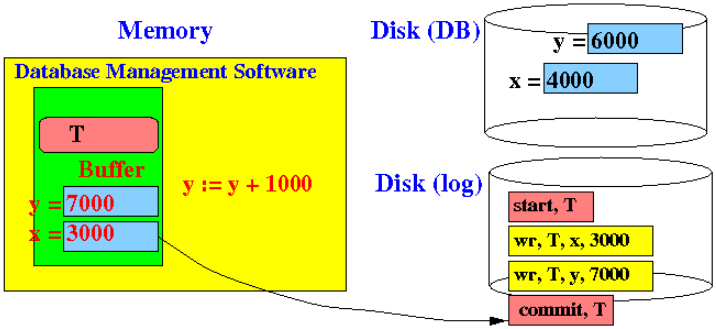 Memory
Database Management Software
T
Buffer
y = 7000
x = 3000
y := y + 1000
Disk (DB)
y = 6000
x = 4000
Disk (log)
start, T
wr, T, x, 3000
wr, T, y, 7000
commit, T